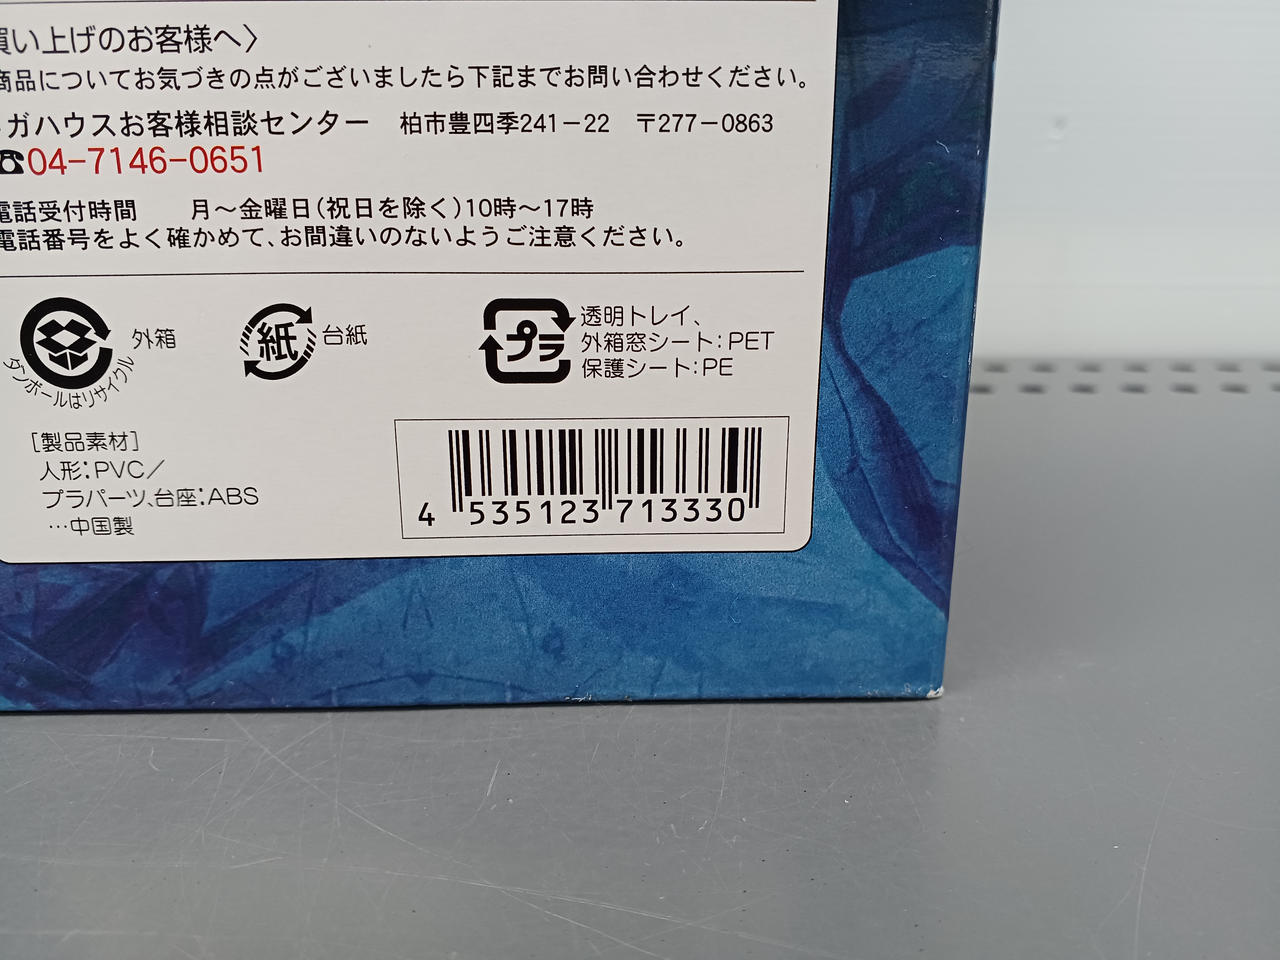 買い上げのお客様へ〉
商品についてお気づきの点がございましたら下記までお問い合わせください。
ガハウスお客様相談センター 柏市豊四季241−22 〒277−0863
☎04-7146-0651
電話受付時間 月〜金曜日(祝日を除く)10時〜17時
電話番号をよく確かめて、お間違いのないようご注意ください。
外箱
ダンボールはリサイクル
紙
台紙
プラ
透明トレイ、
外箱窓シート:PET
保護シート:PE
[製品素材]
人形:PVC/
プラパーツ、台座:ABS
…中国製
4 535123 713330